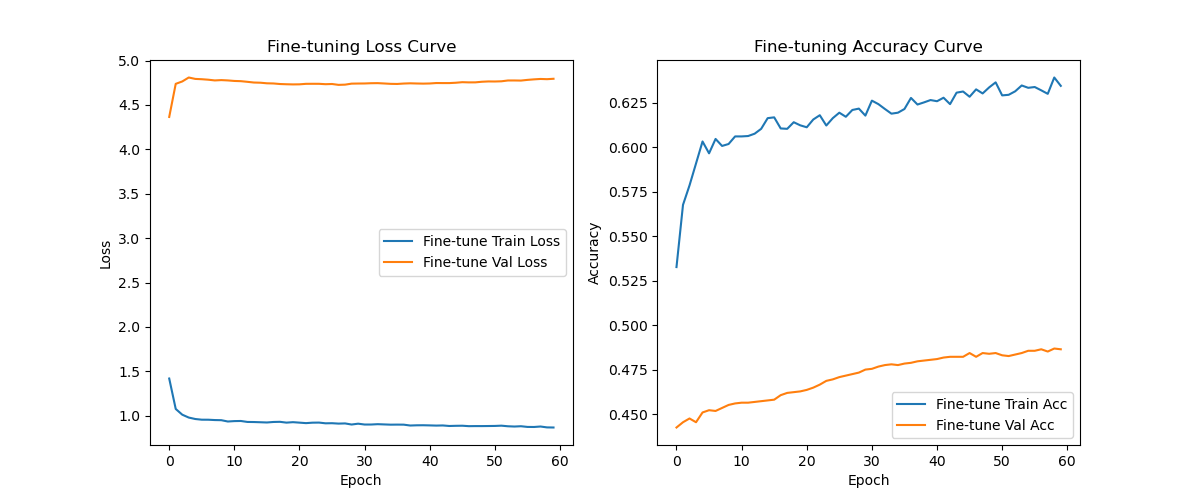 Fine-tuning Loss Curve
5.0
4.5
4.0
3.5
3.0
2.5
2.0
1.5
1.0
Loss
0 10 20 30 40 50 60
Epoch
Fine-tune Train Loss
Fine-tune Val Loss
Fine-tuning Accuracy Curve
0.625
0.600
0.575
0.550
0.525
0.500
0.475
0.450
Accuracy
0 10 20 30 40 50 60
Epoch
Fine-tune Train Acc
Fine-tune Val Acc